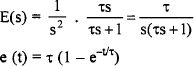 E(s) = 1/s² · τs/(τs + 1) = τ/(s(τs + 1))
e (t) = τ (1 – e^(–t/τ))